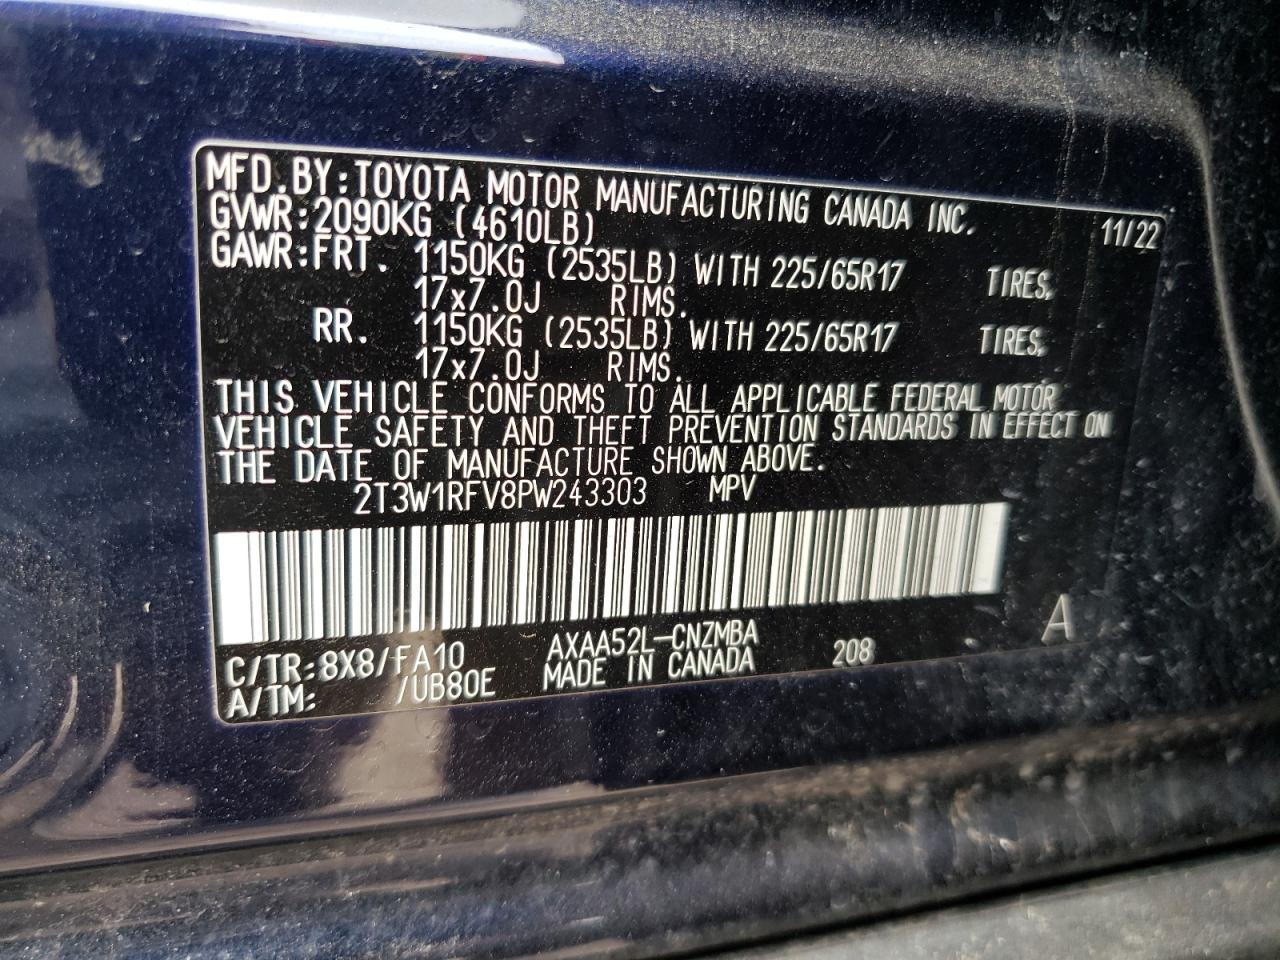 MFD.BY:TOYOTA MOTOR MANUFACTURING CANADA INC. 11/22
GVWR:2090KG (4610LB)
GAWR:FRT. 1150KG (2535LB) WITH 225/65R17 TIRES,
17x7.0J RIMS.
RR. 1150KG (2535LB) WITH 225/65R17 TIRES,
17x7.0J RIMS.
THIS VEHICLE CONFORMS TO ALL APPLICABLE FEDERAL MOTOR
VEHICLE SAFETY AND THEFT PREVENTION STANDARDS IN EFFECT ON
THE DATE OF MANUFACTURE SHOWN ABOVE.
2T3W1RFV8PW243303 MPV
A
C/TR:8X8/FA10 AXAA52L-CNZMBA 208
A/TM: /UB80E MADE IN CANADA